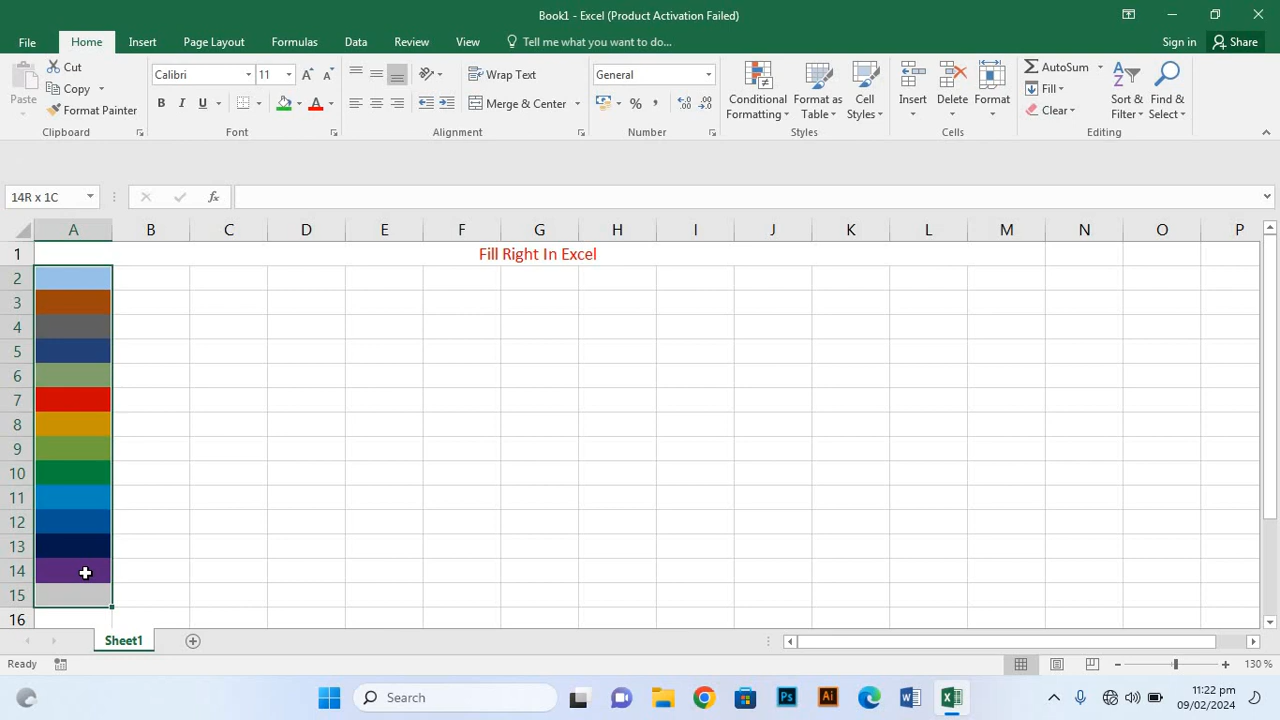 Book1 - Excel (Product Activation Failed)
File Home Insert Page Layout Formulas Data Review View Tell me what you want to do... Sign in Share
Paste Cut Copy Format Painter Clipboard
Calibri 11 A A B I U A Font
Wrap Text Merge & Center Alignment
General % , Number
Conditional Formatting Format as Table Cell Styles Styles
Insert Delete Format Cells
AutoSum Fill Clear Sort & Filter Find & Select Editing
14R x 1C fx
A B C D E F G H I J K L M N O P
1 Fill Right In Excel
2
3
4
5
6
7
8
9
10
11
12
13
14
15
16
Sheet1
Ready 130 %
Search Ps Ai 11:22 pm
09/02/2024